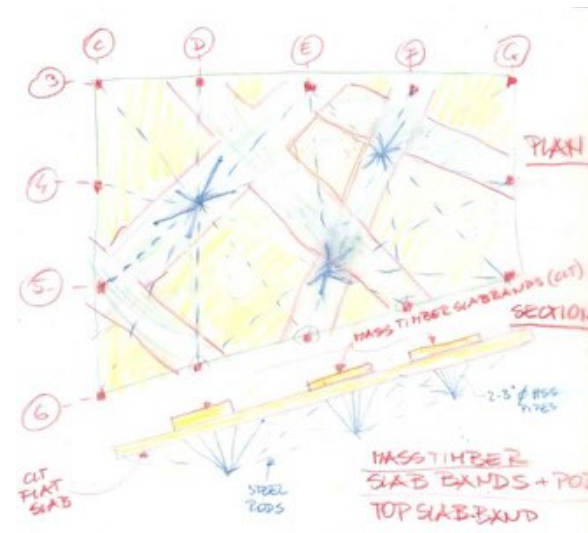 C D E F G
3
4
5
6
PLAN
MASS TIMBER SLABBANDS (CLT)
SECTION
2-3" Ø HSS
PIPES
CLT
FLAT
SLAB
STEEL
RODS
MASS TIMBER
SLAB BANDS + POI
TOP SLAB-BAND